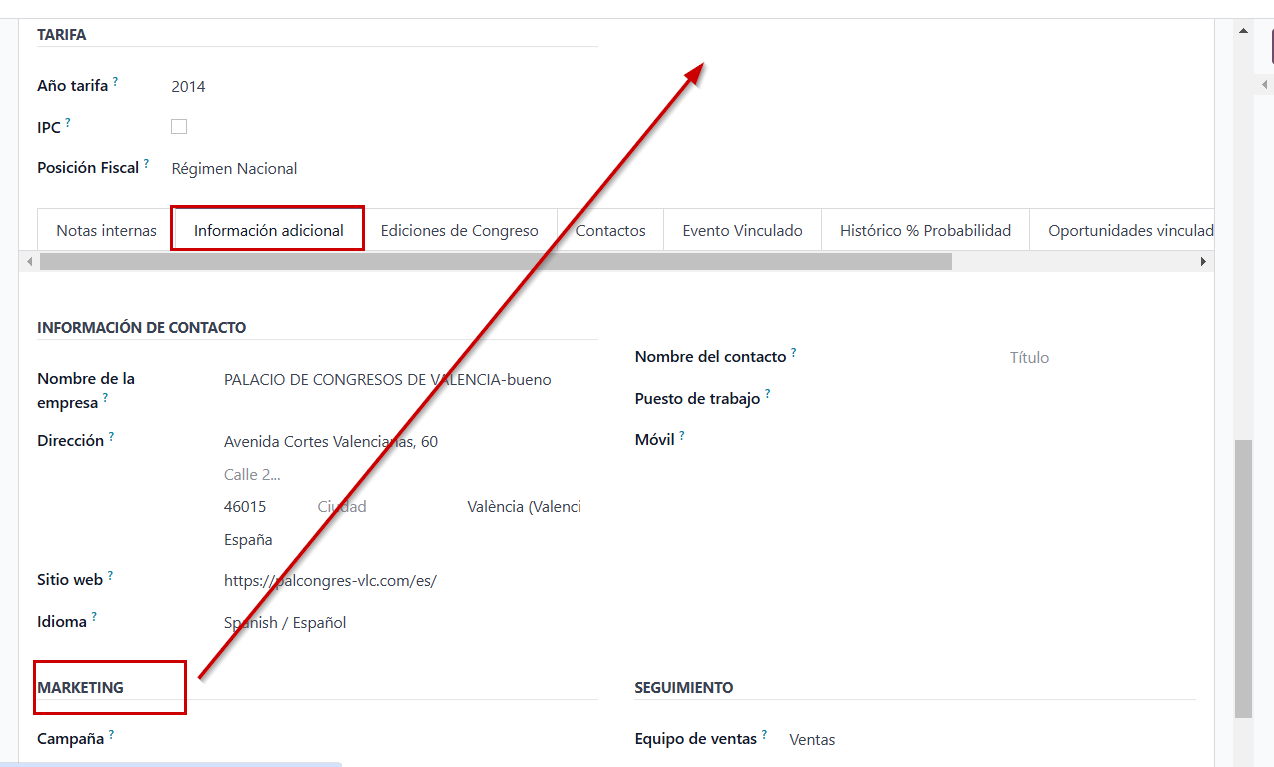 TARIFA
Año tarifa ? 2014
IPC ?
Posición Fiscal ? Régimen Nacional
Notas internas Información adicional Ediciones de Congreso Contactos Evento Vinculado Histórico % Probabilidad Oportunidades vinculad
INFORMACIÓN DE CONTACTO
Nombre de la empresa ? PALACIO DE CONGRESOS DE VALENCIA-bueno
Dirección ? Avenida Cortes Valencianas, 60
Calle 2...
46015 Ciudad València (Valenci
España
Sitio web ? https://palcongres-vlc.com/es/
Idioma ? Spanish / Español
Nombre del contacto ? Título
Puesto de trabajo ?
Móvil ?
MARKETING
Campaña ?
SEGUIMIENTO
Equipo de ventas ? Ventas